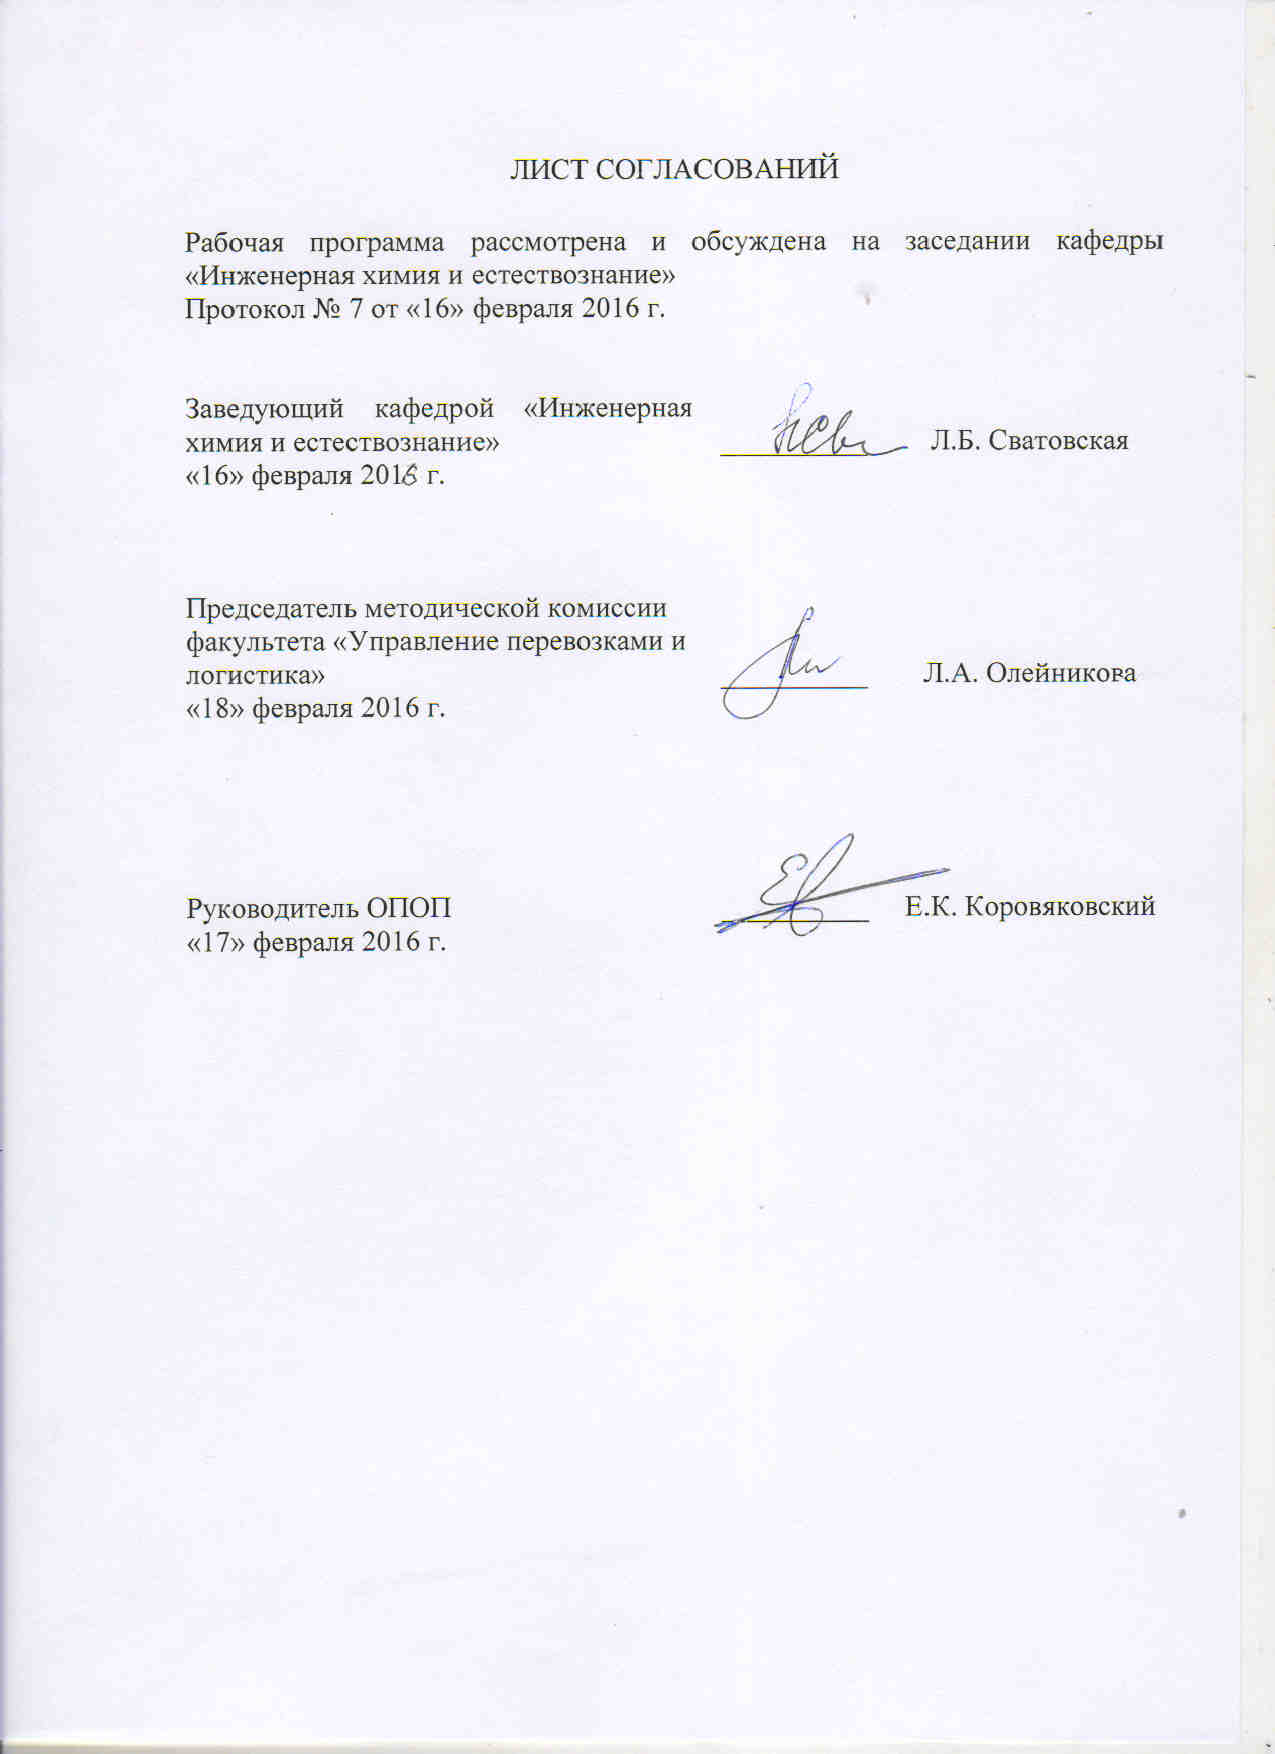 ЛИСТ СОГЛАСОВАНИЙ
Рабочая программа рассмотрена и обсуждена на заседании кафедры
«Инженерная химия и естествознание»
Протокол № 7 от «16» февраля 2016 г.
Заведующий кафедрой «Инженерная
химия и естествознание» Л.Б. Сватовская
«16» февраля 2016 г.
Председатель методической комиссии
факультета «Управление перевозками и
логистика» Л.А. Олейникова
«18» февраля 2016 г.
Руководитель ОПОП Е.К. Коровяковский
«17» февраля 2016 г.